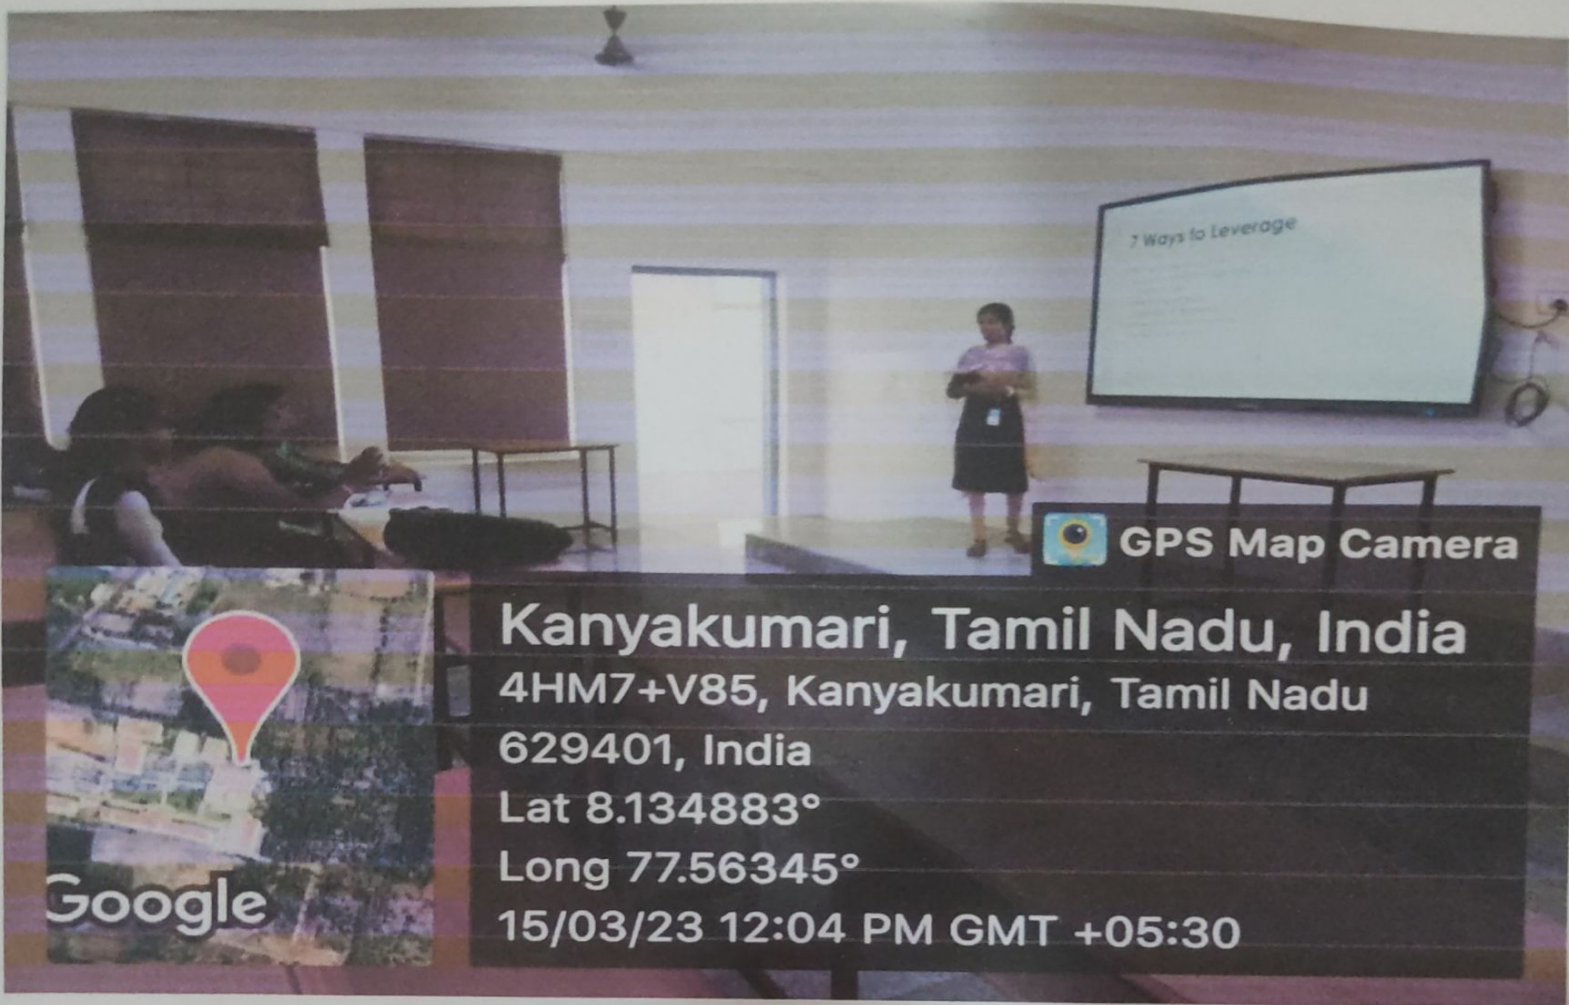 7 Ways to Leverage
GPS Map Camera
Kanyakumari, Tamil Nadu, India
4HM7+V85, Kanyakumari, Tamil Nadu
629401, India
Lat 8.134883°
Long 77.56345°
15/03/23 12:04 PM GMT +05:30
Google